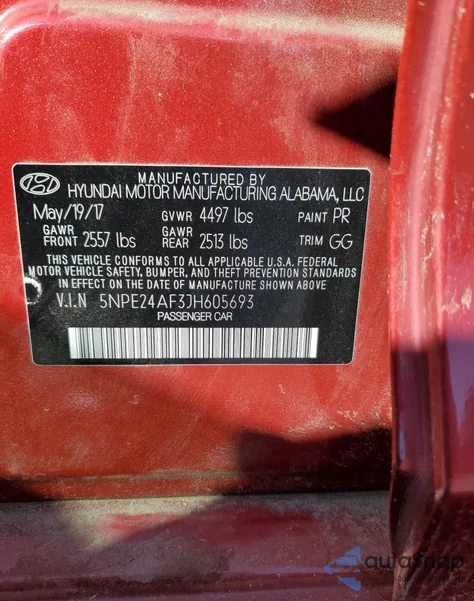 MANUFACTURED BY
HYUNDAI MOTOR MANUFACTURING ALABAMA, LLC
May/19/17 GVWR 4497 lbs PAINT PR
GAWR FRONT 2557 lbs GAWR REAR 2513 lbs TRIM GG
THIS VEHICLE CONFORMS TO ALL APPLICABLE U.S.A. FEDERAL
MOTOR VEHICLE SAFETY, BUMPER, AND THEFT PREVENTION STANDARDS
IN EFFECT ON THE DATE OF MANUFACTURE SHOWN ABOVE.
V.I.N 5NPE24AF3JH605693
PASSENGER CAR
autosnap